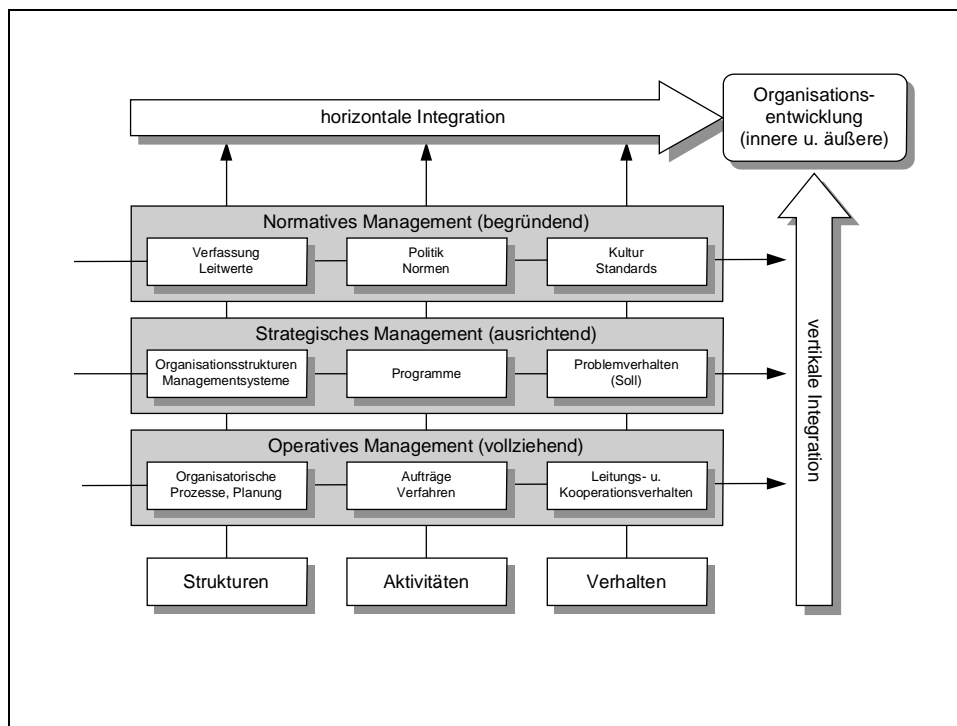 horizontale Integration
Organisations-
entwicklung
(innere u. äußere)
Normatives Management (begründend)
Verfassung
Leitwerte
Politik
Normen
Kultur
Standards
Strategisches Management (ausrichtend)
Organisationsstrukturen
Managementsysteme
Programme
Problemverhalten
(Soll)
Operatives Management (vollziehend)
Organisatorische
Prozesse, Planung
Aufträge
Verfahren
Leitungs- u.
Kooperationsverhalten
Strukturen
Aktivitäten
Verhalten
vertikale Integration